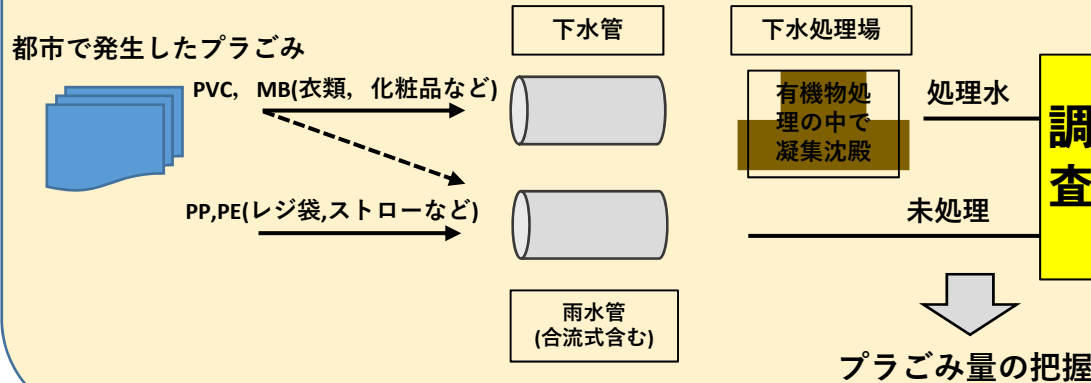 下水管
下水処理場
都市で発生したプラごみ
PVC，MB(衣類，化粧品など)
有機物処
理の中で
凝集沈殿
処理水
調
査
PP,PE(レジ袋,ストローなど)
未処理
雨水管
(合流式含む)
プラごみ量の把握